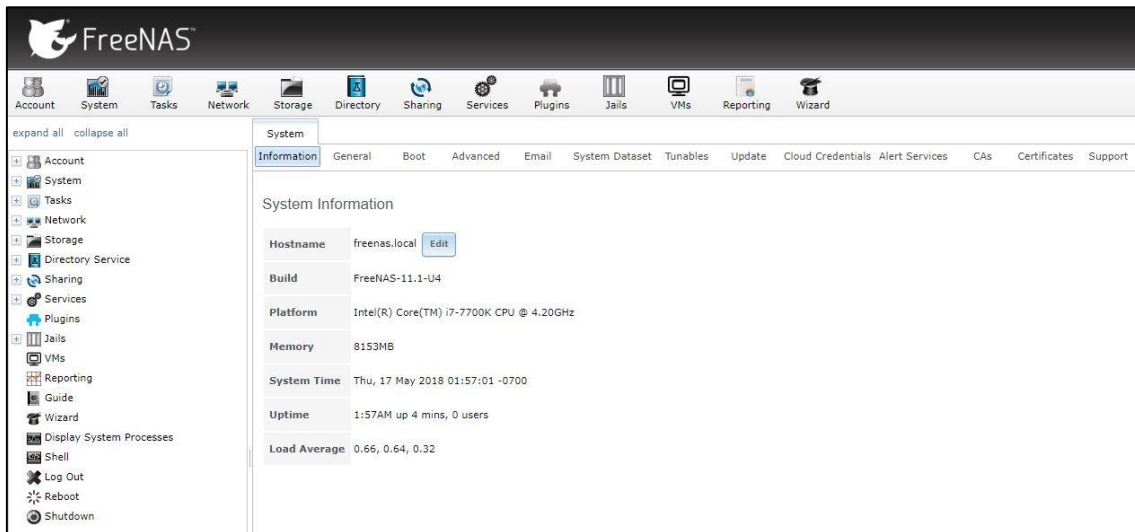 FreeNAS™
Account System Tasks Network Storage Directory Sharing Services Plugins Jails VMs Reporting Wizard
expand all collapse all
Account
System
Tasks
Network
Storage
Directory Service
Sharing
Services
Plugins
Jails
VMs
Reporting
Guide
Wizard
Display System Processes
Shell
Log Out
Reboot
Shutdown
System
Information General Boot Advanced Email System Dataset Tunables Update Cloud Credentials Alert Services CAs Certificates Support
System Information
Hostname freenas.local Edit
Build FreeNAS-11.1-U4
Platform Intel(R) Core(TM) i7-7700K CPU @ 4.20GHz
Memory 8153MB
System Time Thu, 17 May 2018 01:57:01 -0700
Uptime 1:57AM up 4 mins, 0 users
Load Average 0.66, 0.64, 0.32